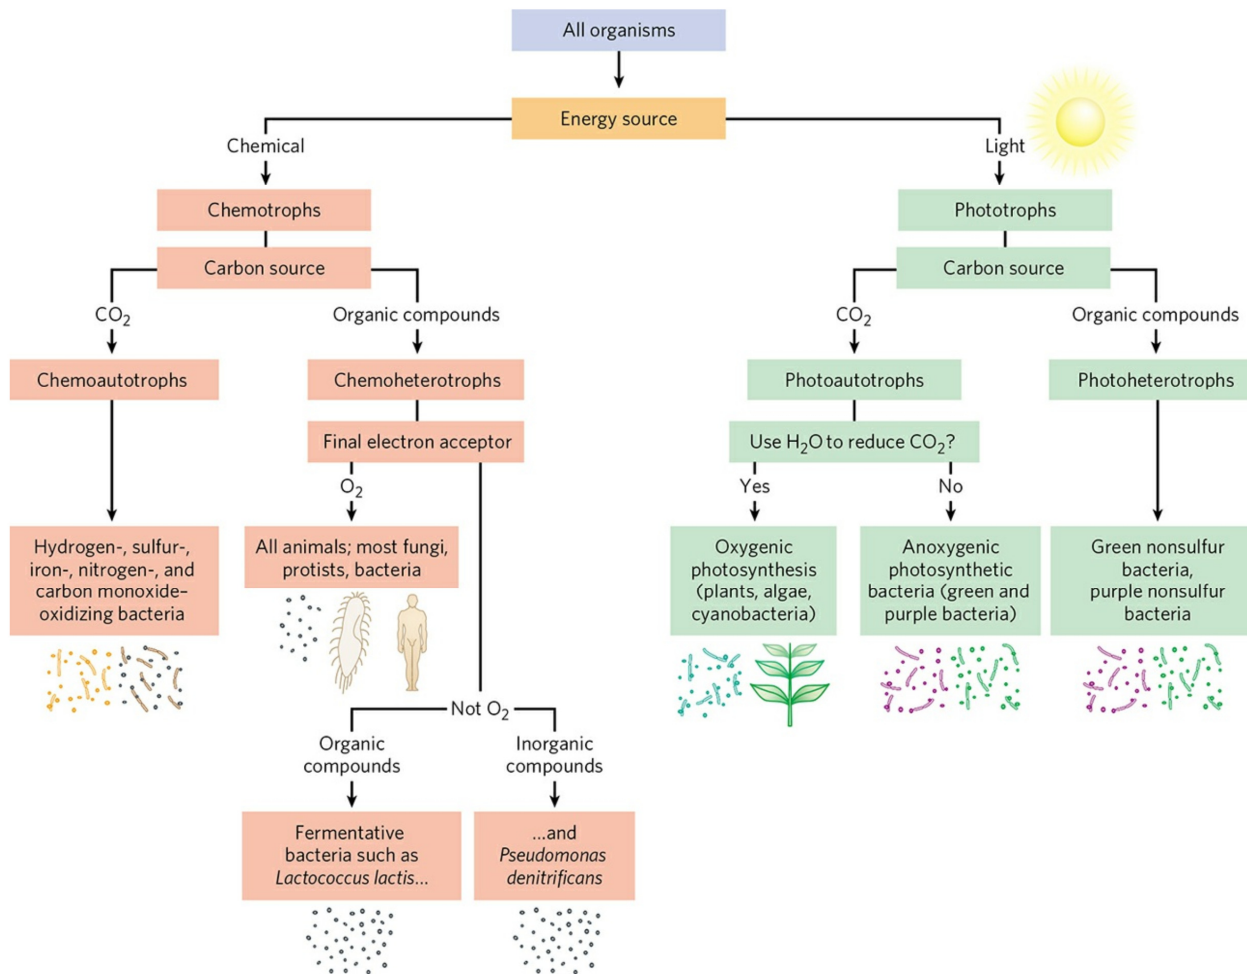 All organisms
Energy source
Chemical
Light
Chemotrophs
Phototrophs
Carbon source
Carbon source
CO₂
Organic compounds
CO₂
Organic compounds
Chemoautotrophs
Chemoheterotrophs
Photoautotrophs
Photoheterotrophs
Final electron acceptor
Use H₂O to reduce CO₂?
O₂
Yes
No
Hydrogen-, sulfur-,
iron-, nitrogen-, and
carbon monoxide–
oxidizing bacteria
All animals; most fungi,
protists, bacteria
Oxygenic
photosynthesis
(plants, algae,
cyanobacteria)
Anoxygenic
photosynthetic
bacteria (green and
purple bacteria)
Green nonsulfur
bacteria,
purple nonsulfur
bacteria
Not O₂
Organic
compounds
Inorganic
compounds
Fermentative
bacteria such as
Lactococcus lactis...
...and
Pseudomonas
denitrificans